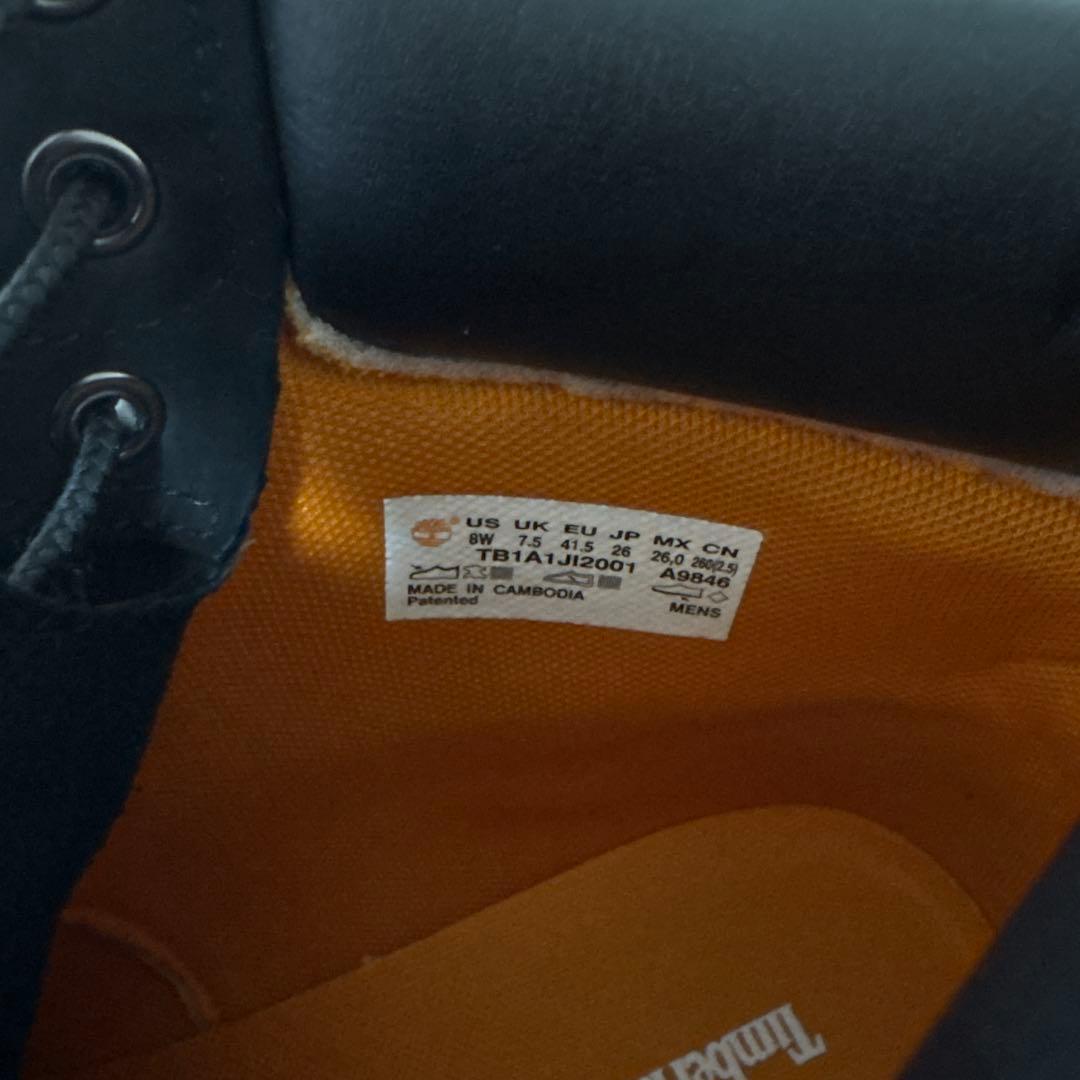 US UK EU JP MX CN
8W 7.5 41.5 26 26,0 260(2.5)
TB1A1JI2001 A9846
MADE IN CAMBODIA
Patented MENS